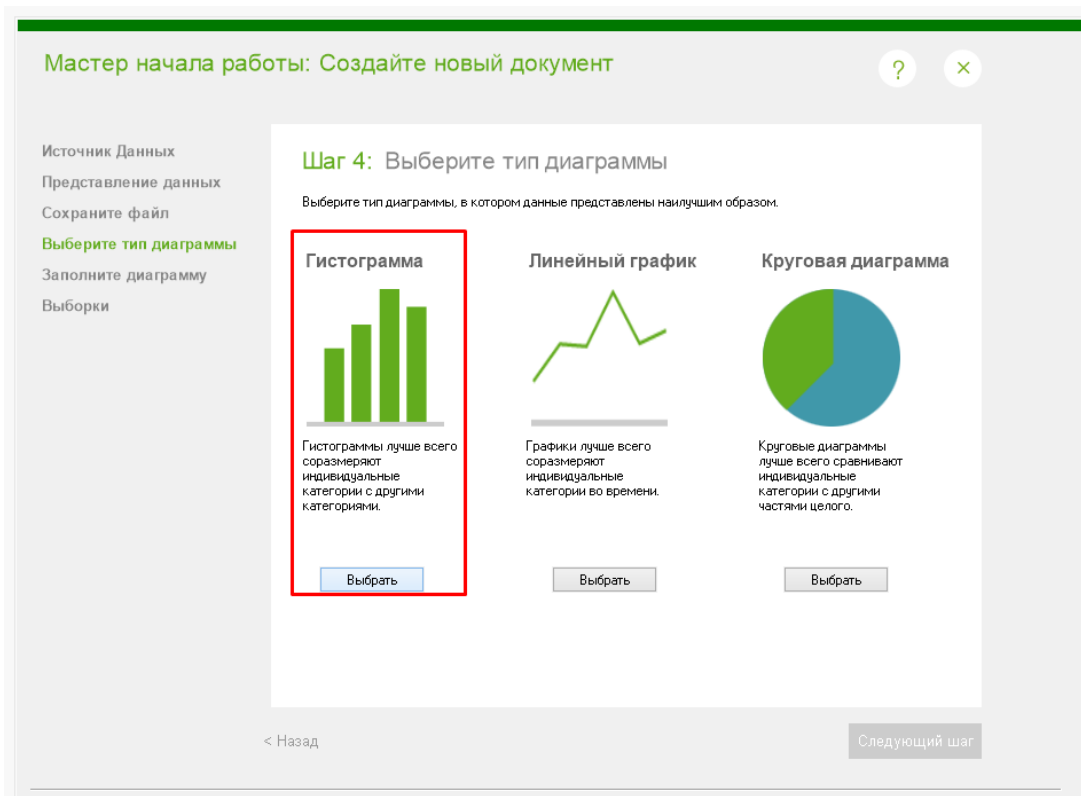 Мастер начала работы: Создайте новый документ
?
×
Источник Данных
Представление данных
Сохраните файл
Выберите тип диаграммы
Заполните диаграмму
Выборки
Шаг 4: Выберите тип диаграммы
Выберите тип диаграммы, в котором данные представлены наилучшим образом.
Гистограмма
Гистограммы лучше всего
соразмеряют
индивидуальные
категории с другими
категориями.
Выбрать
Линейный график
Графики лучше всего
соразмеряют
индивидуальные
категории во времени.
Выбрать
Круговая диаграмма
Круговые диаграммы
лучше всего сравнивают
индивидуальные
категории с другими
частями целого.
Выбрать
< Назад
Следующий шаг